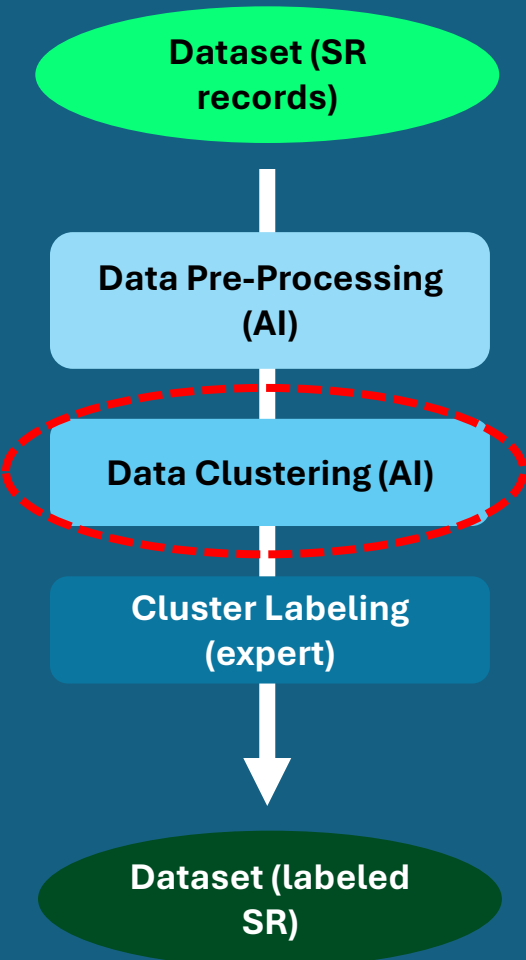 Dataset (SR
records)
Data Pre-Processing
(AI)
Data Clustering (AI)
Cluster Labeling
(expert)
Dataset (labeled
SR)